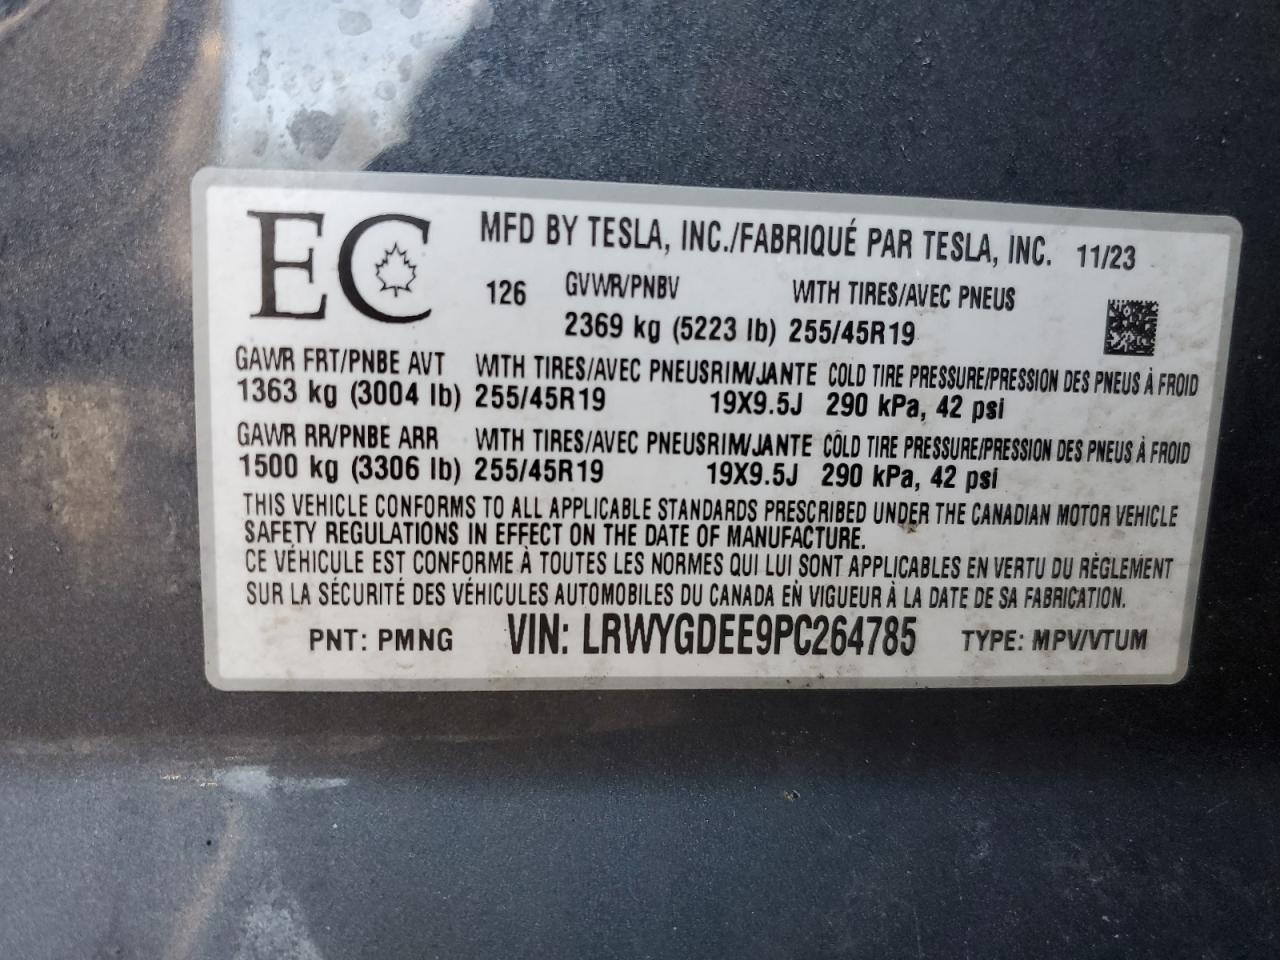 EC
MFD BY TESLA, INC./FABRIQUÉ PAR TESLA, INC. 11/23
126 GVWR/PNBV WITH TIRES/AVEC PNEUS
2369 kg (5223 lb) 255/45R19
GAWR FRT/PNBE AVT WITH TIRES/AVEC PNEUS RIM/JANTE COLD TIRE PRESSURE/PRESSION DES PNEUS À FROID
1363 kg (3004 lb) 255/45R19 19X9.5J 290 kPa, 42 psi
GAWR RR/PNBE ARR WITH TIRES/AVEC PNEUS RIM/JANTE COLD TIRE PRESSURE/PRESSION DES PNEUS À FROID
1500 kg (3306 lb) 255/45R19 19X9.5J 290 kPa, 42 psi
THIS VEHICLE CONFORMS TO ALL APPLICABLE STANDARDS PRESCRIBED UNDER THE CANADIAN MOTOR VEHICLE
SAFETY REGULATIONS IN EFFECT ON THE DATE OF MANUFACTURE.
CE VÉHICULE EST CONFORME À TOUTES LES NORMES QUI LUI SONT APPLICABLES EN VERTU DU RÈGLEMENT
SUR LA SÉCURITÉ DES VÉHICULES AUTOMOBILES DU CANADA EN VIGUEUR À LA DATE DE SA FABRICATION.
PNT: PMNG VIN: LRWYGDEE9PC264785 TYPE: MPV/VTUM